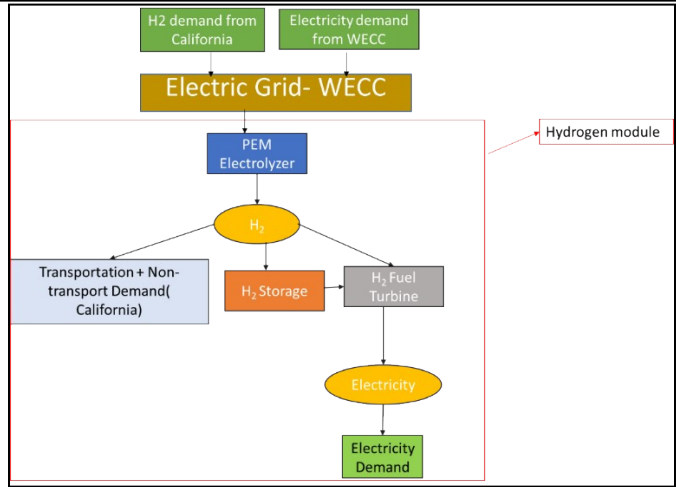 H2 demand from
California
Electricity demand
from WECC
Electric Grid- WECC
Hydrogen module
PEM
Electrolyzer
H₂
Transportation + Non-
transport Demand(
California)
H₂ Storage
H₂ Fuel
Turbine
Electricity
Electricity
Demand